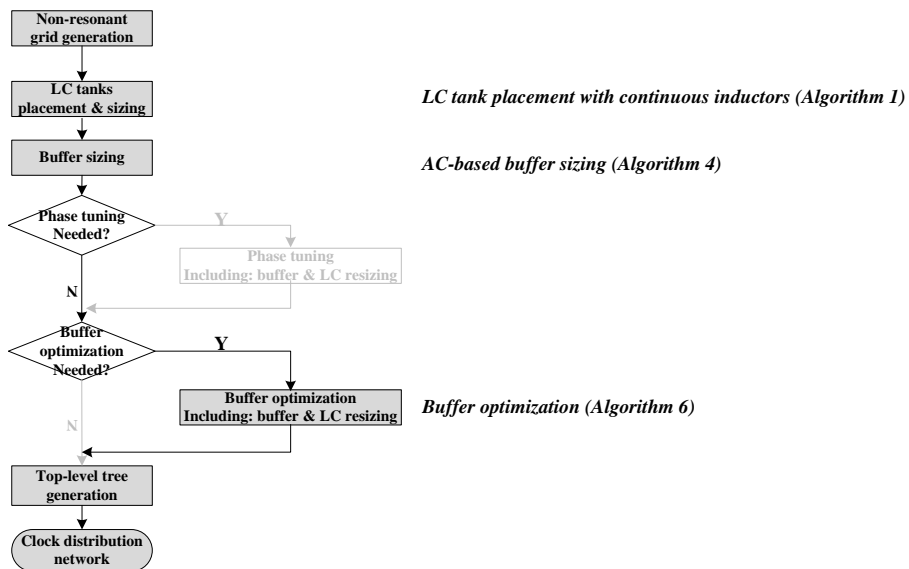 Non-resonant
grid generation
LC tanks
placement & sizing
LC tank placement with continuous inductors (Algorithm 1)
Buffer sizing
AC-based buffer sizing (Algorithm 4)
Phase tuning
Needed?
Y
Phase tuning
Including: buffer & LC resizing
N
Buffer
optimization
Needed?
Y
Buffer optimization
Including: buffer & LC resizing
Buffer optimization (Algorithm 6)
N
Top-level tree
generation
Clock distribution
network